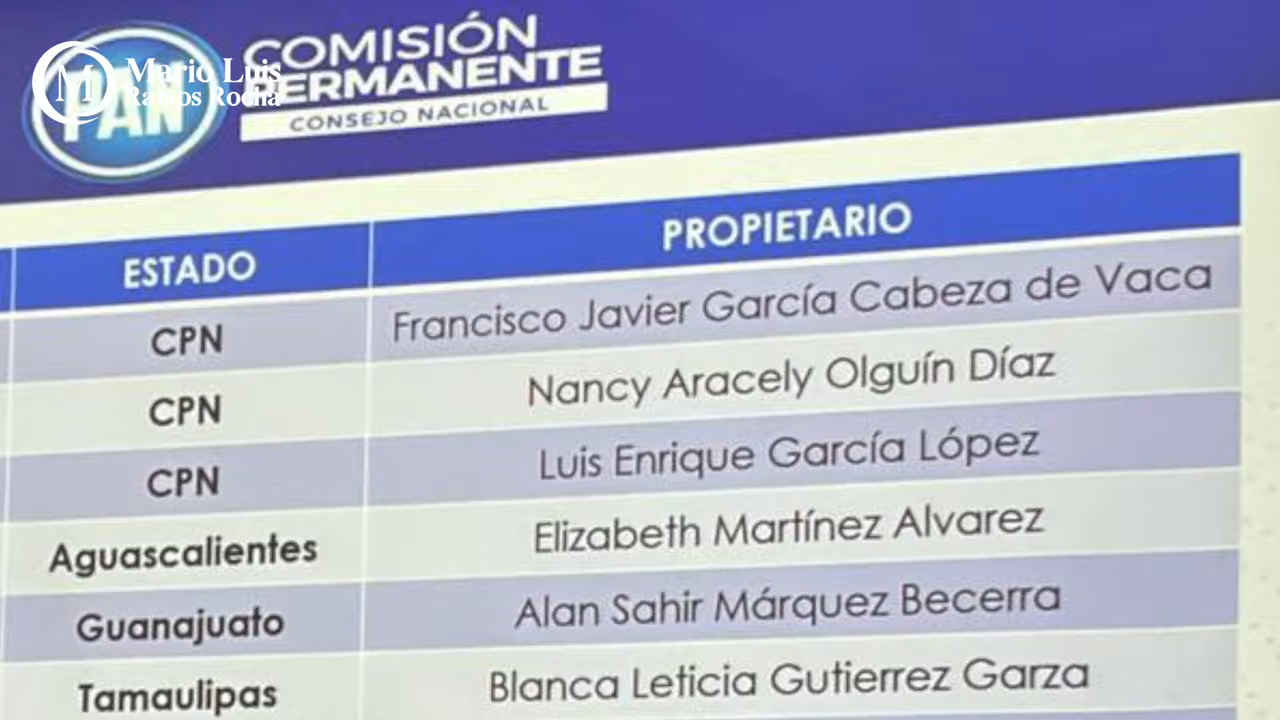 PAN
COMISIÓN
PERMANENTE
CONSEJO NACIONAL
M Mario Luis
Ramos Rocha
ESTADO PROPIETARIO
CPN Francisco Javier García Cabeza de Vaca
CPN Nancy Aracely Olguín Díaz
CPN Luis Enrique García López
Aguascalientes Elizabeth Martínez Alvarez
Guanajuato Alan Sahir Márquez Becerra
Tamaulipas Blanca Leticia Gutierrez Garza